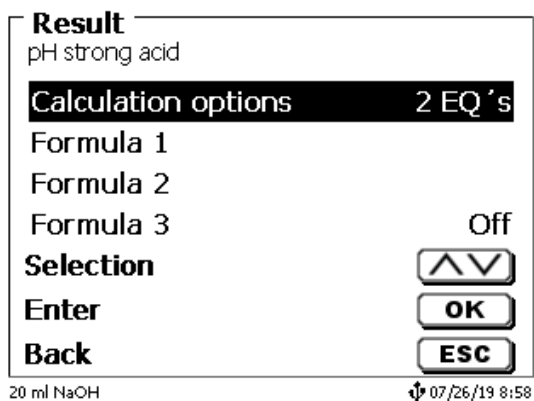 Result
pH strong acid
Calculation options 2 EQ´s
Formula 1
Formula 2
Formula 3 Off
Selection
Enter OK
Back ESC
20 ml NaOH 07/26/19 8:58